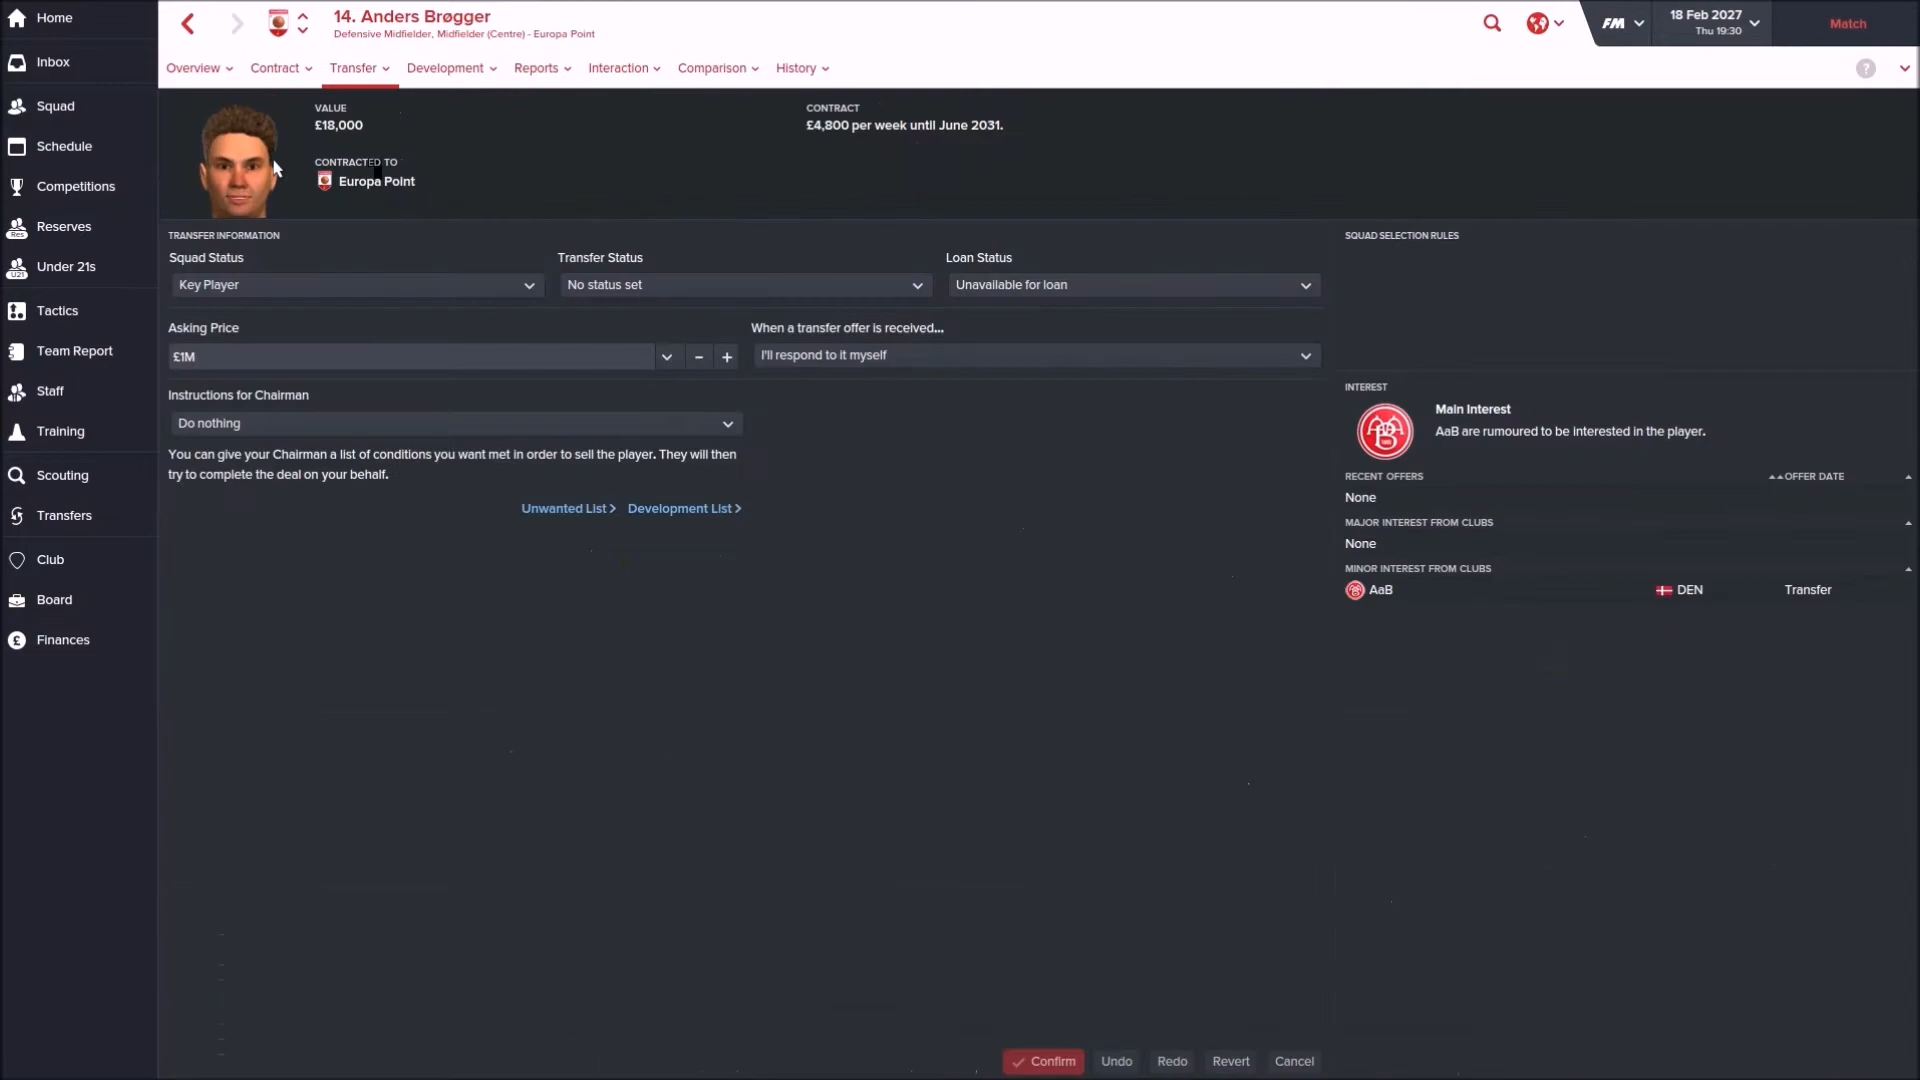 Home
Inbox
Squad
Schedule
Competitions
Reserves
Under 21s
Tactics
Team Report
Staff
Training
Scouting
Transfers
Club
Board
Finances
14. Anders Brøgger
Defensive Midfielder, Midfielder (Centre) - Europa Point
FM
18 Feb 2027
Thu 19:30
Match
Overview Contract Transfer Development Reports Interaction Comparison History
?
VALUE
£18,000
CONTRACT
£4,800 per week until June 2031.
CONTRACTED TO
Europa Point
TRANSFER INFORMATION
Squad Status Transfer Status Loan Status
Key Player No status set Unavailable for loan
Asking Price When a transfer offer is received...
£1M - + I'll respond to it myself
Instructions for Chairman
Do nothing
You can give your Chairman a list of conditions you want met in order to sell the player. They will then
try to complete the deal on your behalf.
Unwanted List > Development List >
SQUAD SELECTION RULES
INTEREST
Main Interest
AaB are rumoured to be interested in the player.
RECENT OFFERS OFFER DATE
None
MAJOR INTEREST FROM CLUBS
None
MINOR INTEREST FROM CLUBS
AaB DEN Transfer
Confirm Undo Redo Revert Cancel